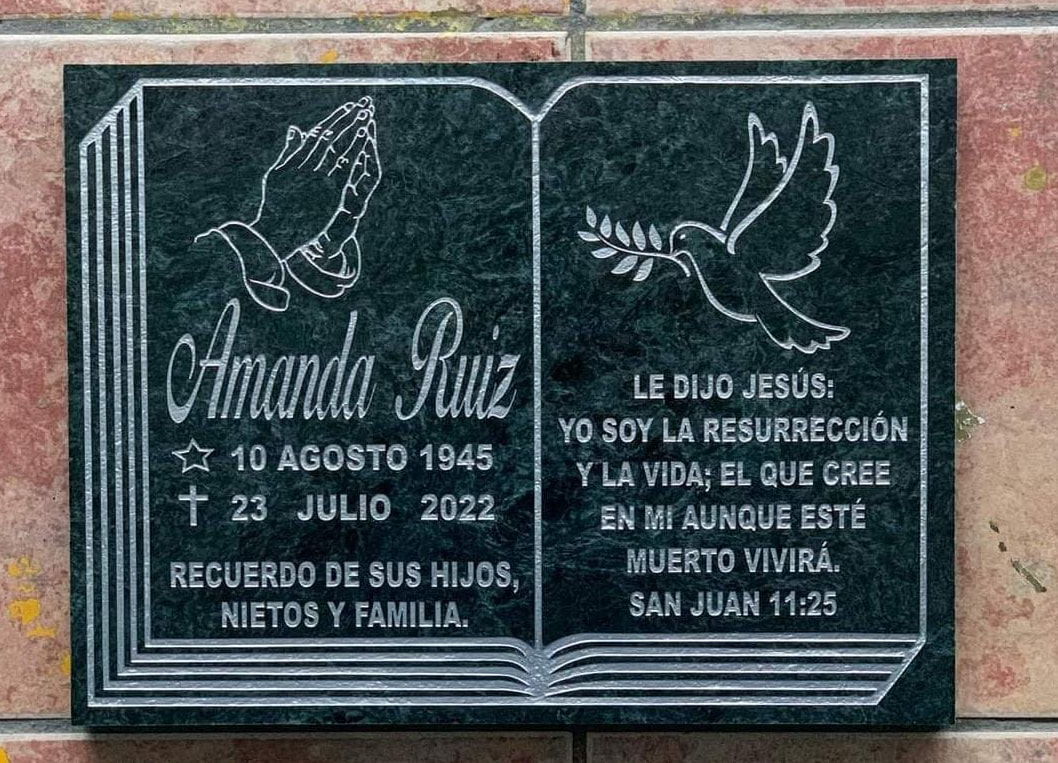 Amanda Ruiz
10 AGOSTO 1945
23 JULIO 2022
RECUERDO DE SUS HIJOS,
NIETOS Y FAMILIA.
LE DIJO JESÚS:
YO SOY LA RESURRECCIÓN
Y LA VIDA; EL QUE CREE
EN MI AUNQUE ESTÉ
MUERTO VIVIRÁ.
SAN JUAN 11:25